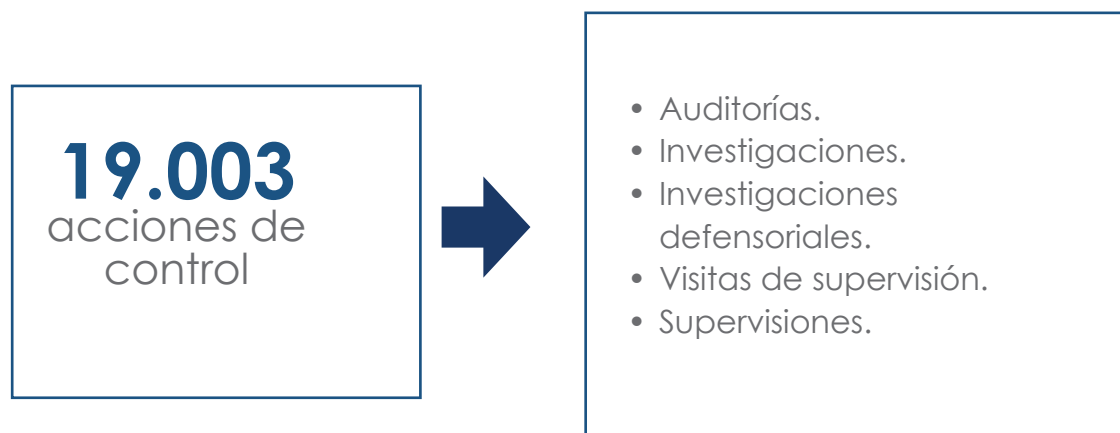 19.003
acciones de
control
• Auditorías.
• Investigaciones.
• Investigaciones
defensoriales.
• Visitas de supervisión.
• Supervisiones.